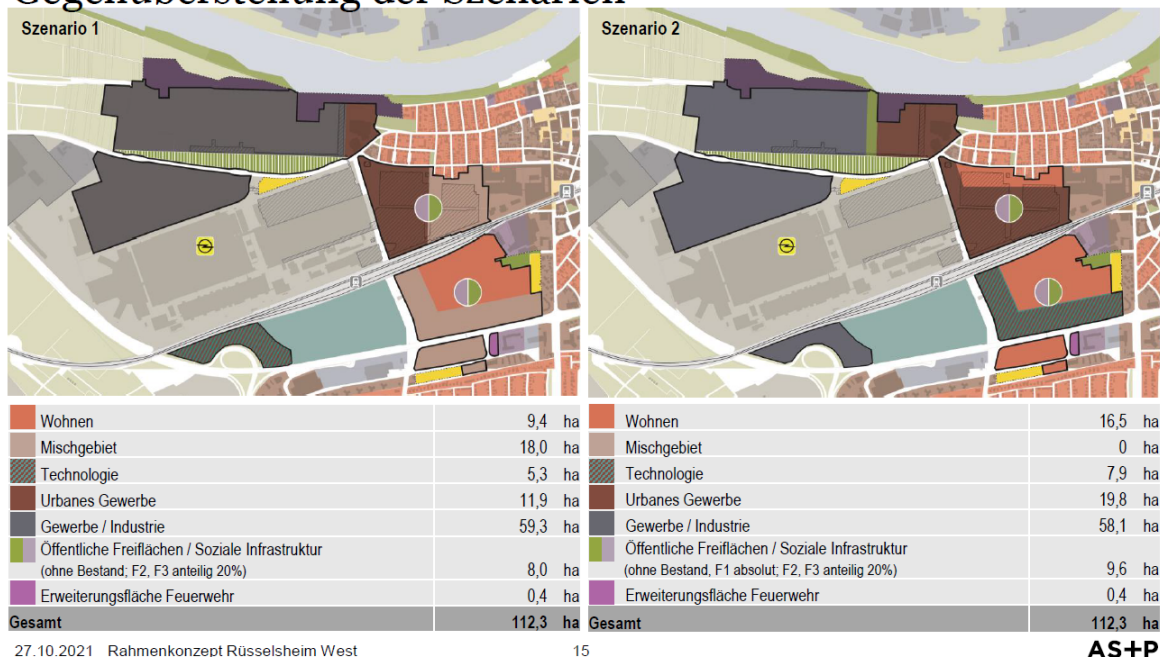 Gegenüberstellung der Szenarien
Szenario 1
Szenario 2
Wohnen 9,4 ha
Mischgebiet 18,0 ha
Technologie 5,3 ha
Urbanes Gewerbe 11,9 ha
Gewerbe / Industrie 59,3 ha
Öffentliche Freiflächen / Soziale Infrastruktur
(ohne Bestand; F2, F3 anteilig 20%) 8,0 ha
Erweiterungsfläche Feuerwehr 0,4 ha
Gesamt 112,3 ha
Wohnen 16,5 ha
Mischgebiet 0 ha
Technologie 7,9 ha
Urbanes Gewerbe 19,8 ha
Gewerbe / Industrie 58,1 ha
Öffentliche Freiflächen / Soziale Infrastruktur
(ohne Bestand, F1 absolut; F2, F3 anteilig 20%) 9,6 ha
Erweiterungsfläche Feuerwehr 0,4 ha
Gesamt 112,3 ha
27.10.2021 Rahmenkonzept Rüsselsheim West 15 AS+P